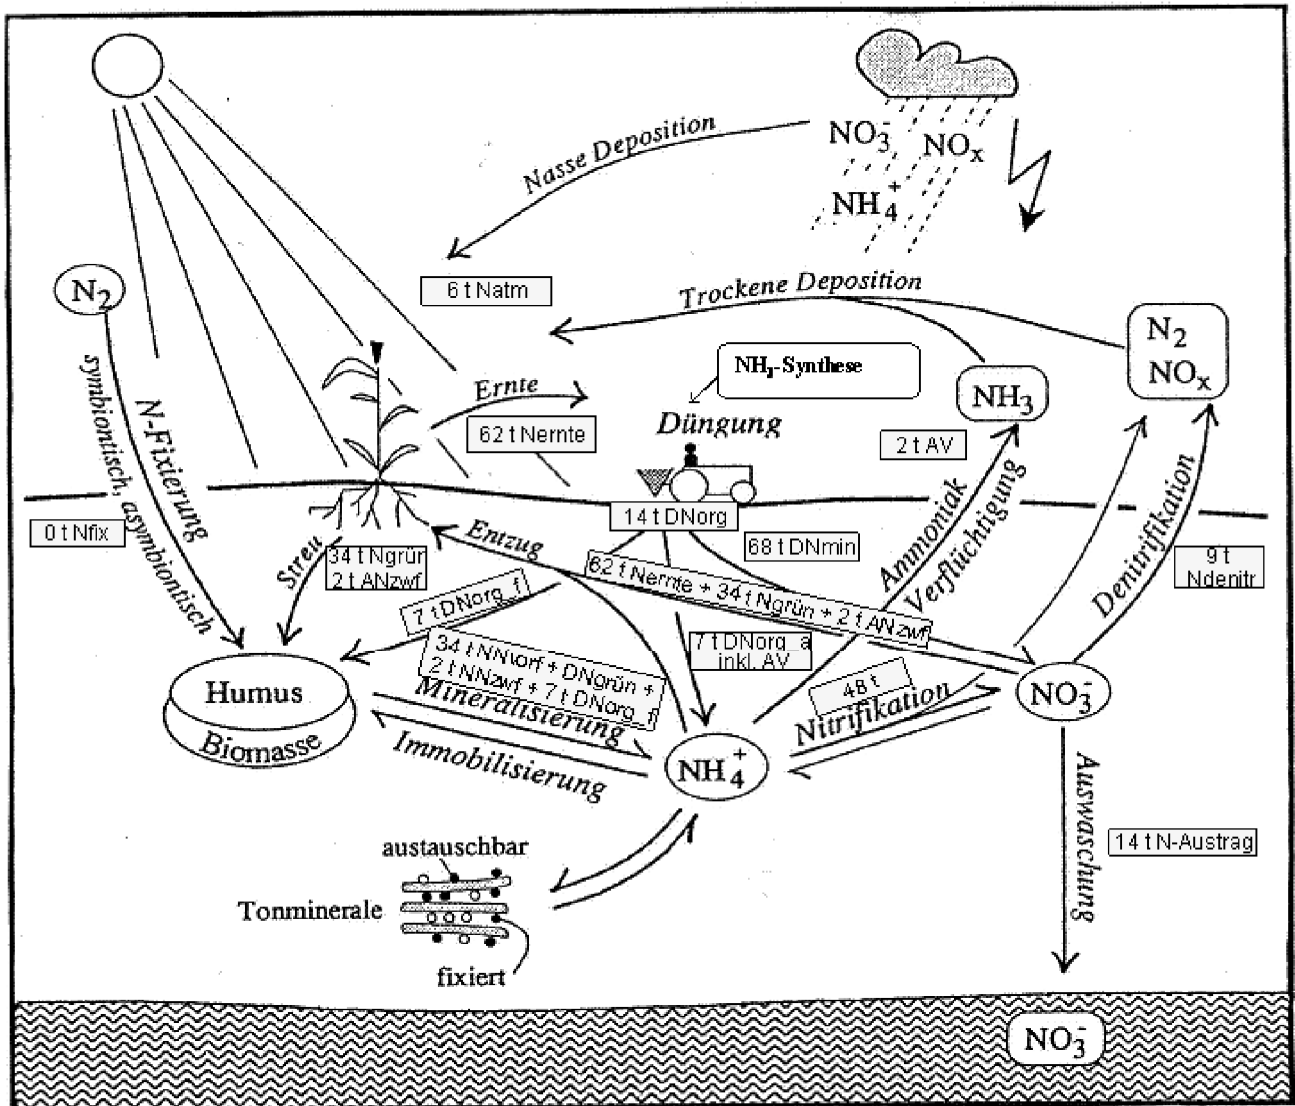 NO₃⁻
NOₓ
NH₄⁺
Nasse Deposition
N₂
6 t Natm
Trockene Deposition
N₂
NOₓ
NH₃-Synthese
NH₃
Ernte
62 t Nernte
Düngung
2 t AV
N-Fixierung
symbiontisch, asymbiontisch
0 t Nfix
14 t DNorg
68 t DNmin
Ammoniak
Verflüchtigung
Denitrifikation
9 t
Ndenitr
Streu
34 t Ngrün
2 t ANzwf
Entzug
62 t Nernte + 34 t Ngrün + 2 t ANzwf
7 t DNorg_f
7 t DNorg_a
inkl. AV
34 t NNvorf + DNgrün +
2 t NNzwf + 7 t DNorg_f
Mineralisierung
Immobilisierung
48 t
Nitrifikation
Humus
Biomasse
NH₄⁺
NO₃⁻
Auswaschung
14 t N-Austrag
austauschbar
Tonminerale
fixiert
NO₃⁻